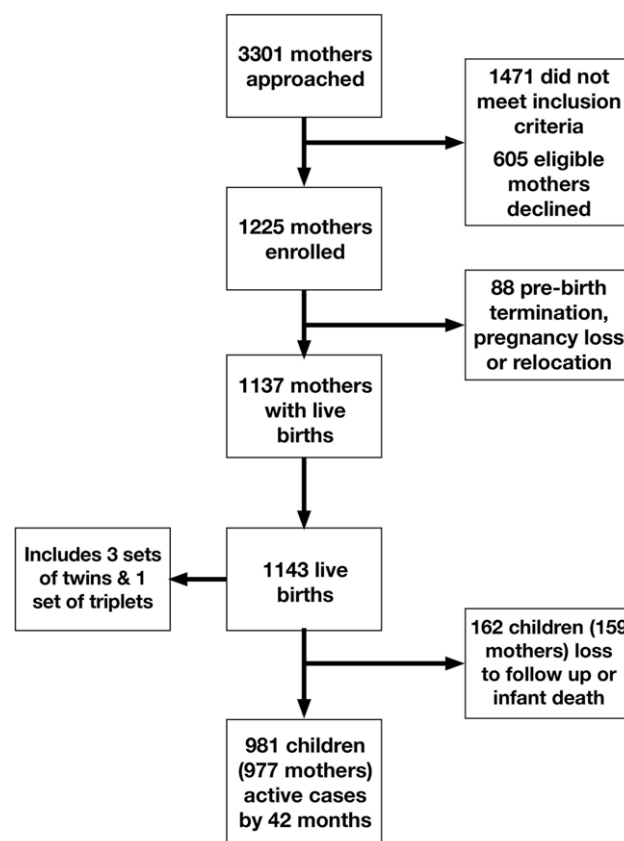 3301 mothers
approached
1471 did not
meet inclusion
criteria
605 eligible
mothers
declined
1225 mothers
enrolled
88 pre-birth
termination,
pregnancy loss
or relocation
1137 mothers
with live
births
Includes 3 sets
of twins & 1
set of triplets
1143 live
births
162 children (159
mothers) loss
to follow up or
infant death
981 children
(977 mothers)
active cases
by 42 months